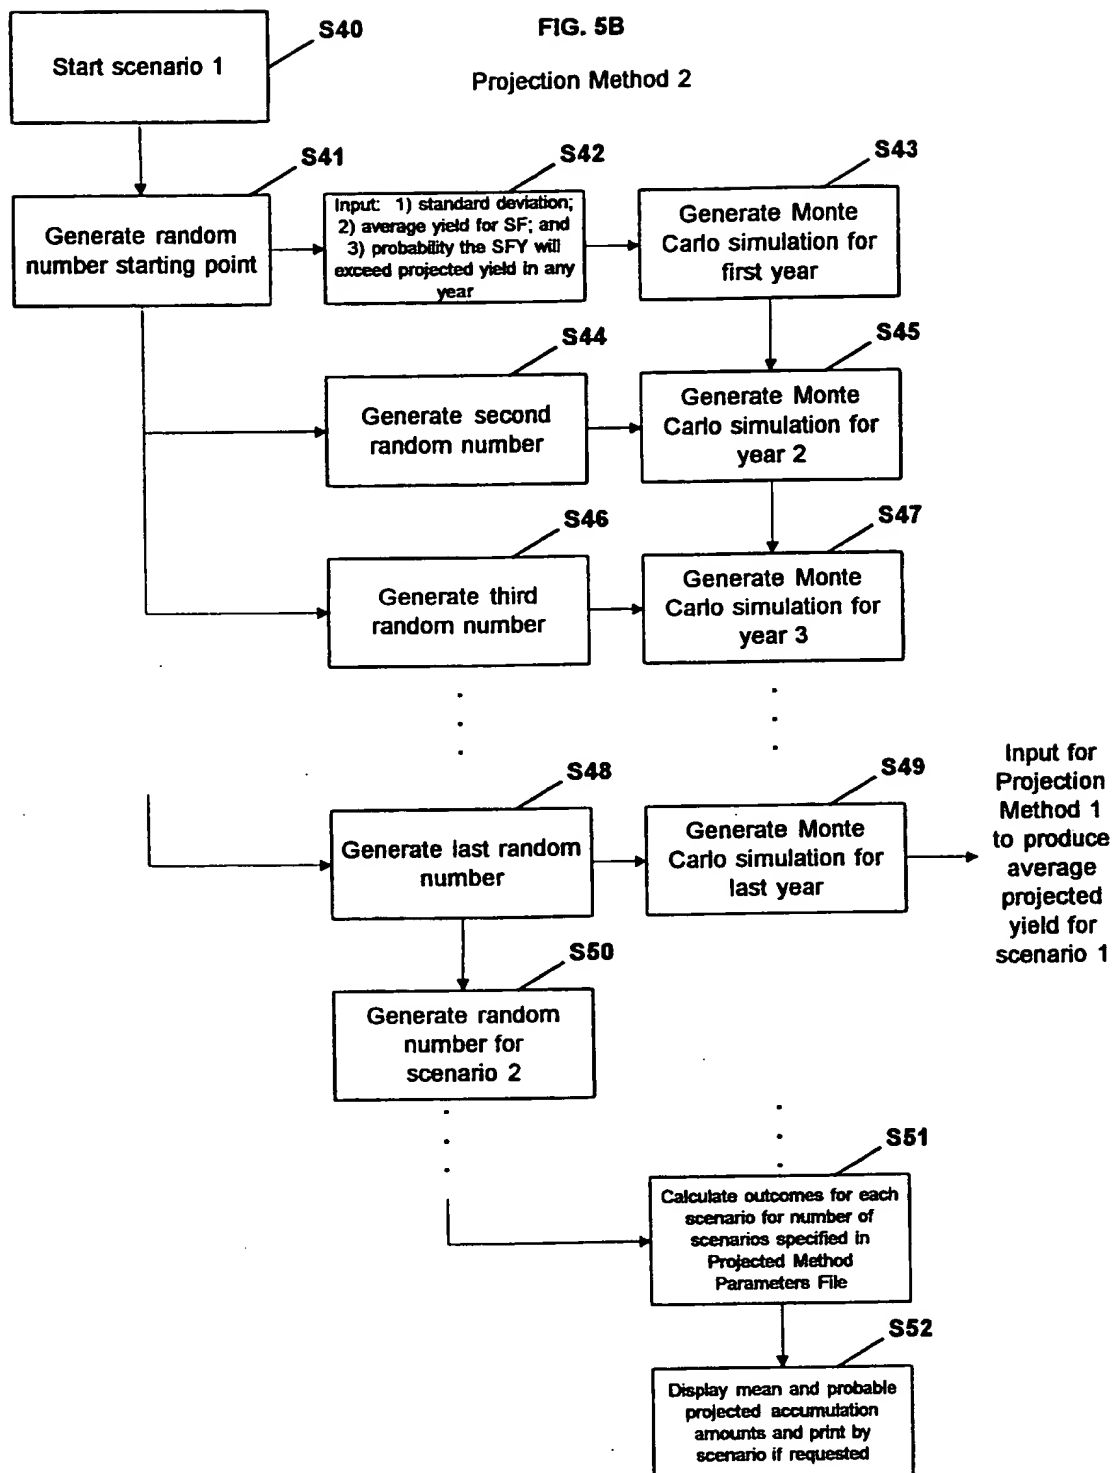 FIG. 5B
Projection Method 2
S40
Start scenario 1
S41
Generate random
number starting point
S42
Input: 1) standard deviation;
2) average yield for SF; and
3) probability the SFY will
exceed projected yield in any
year
S43
Generate Monte
Carlo simulation for
first year
S44
Generate second
random number
S45
Generate Monte
Carlo simulation for
year 2
S46
Generate third
random number
S47
Generate Monte
Carlo simulation for
year 3
S48
Generate last random
number
S49
Generate Monte
Carlo simulation for
last year
Input for
Projection
Method 1
to produce
average
projected
yield for
scenario 1
S50
Generate random
number for
scenario 2
S51
Calculate outcomes for each
scenario for number of
scenarios specified in
Projected Method
Parameters File
S52
Display mean and probable
projected accumulation
amounts and print by
scenario if requested